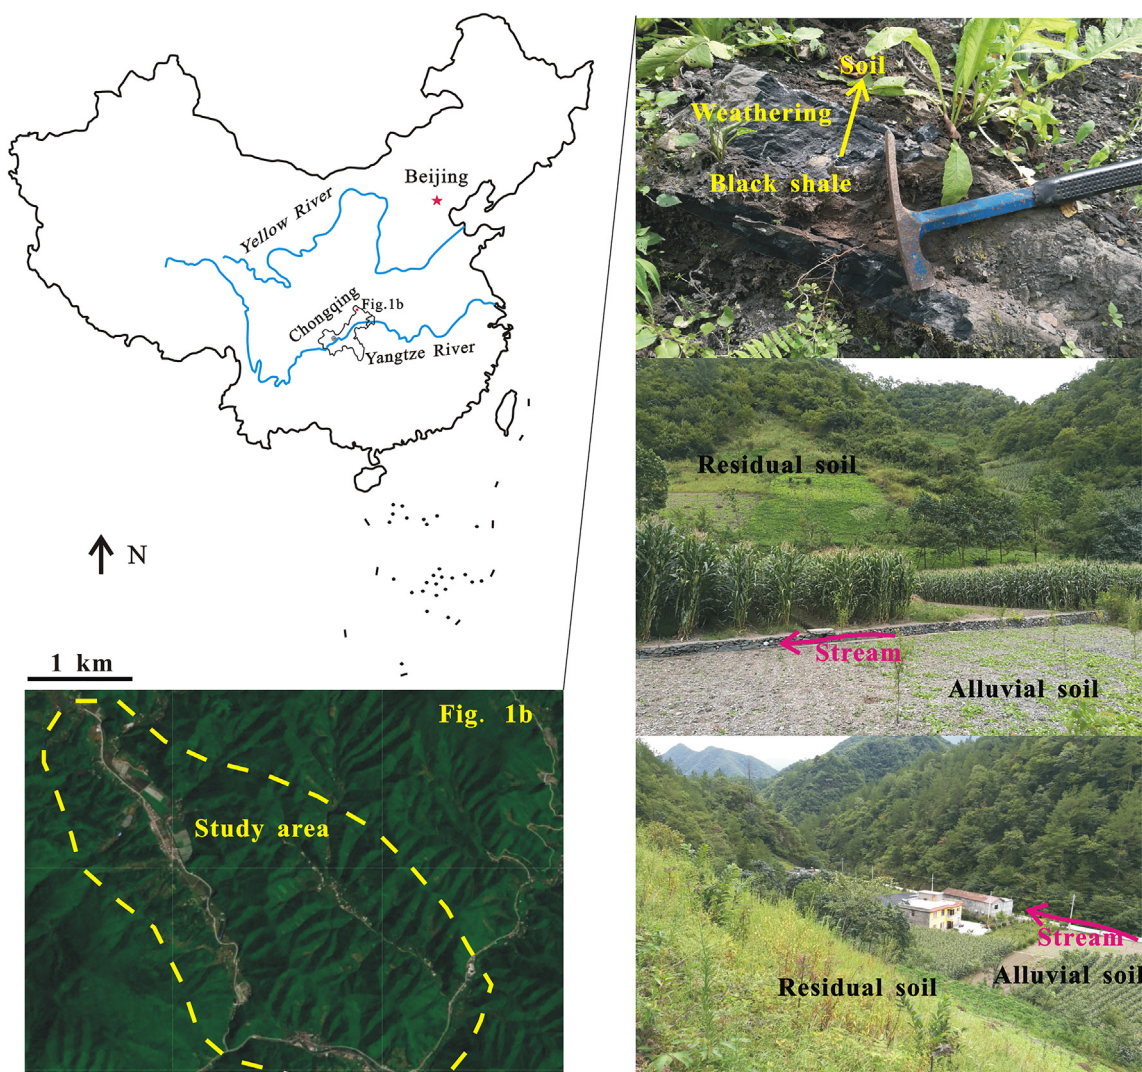 Beijing
Yellow River
Chongqing
Fig.1b
Yangtze River
N
1 km
Fig. 1b
Study area
Soil
Weathering
Black shale
Residual soil
Stream
Alluvial soil
Stream
Alluvial soil
Residual soil